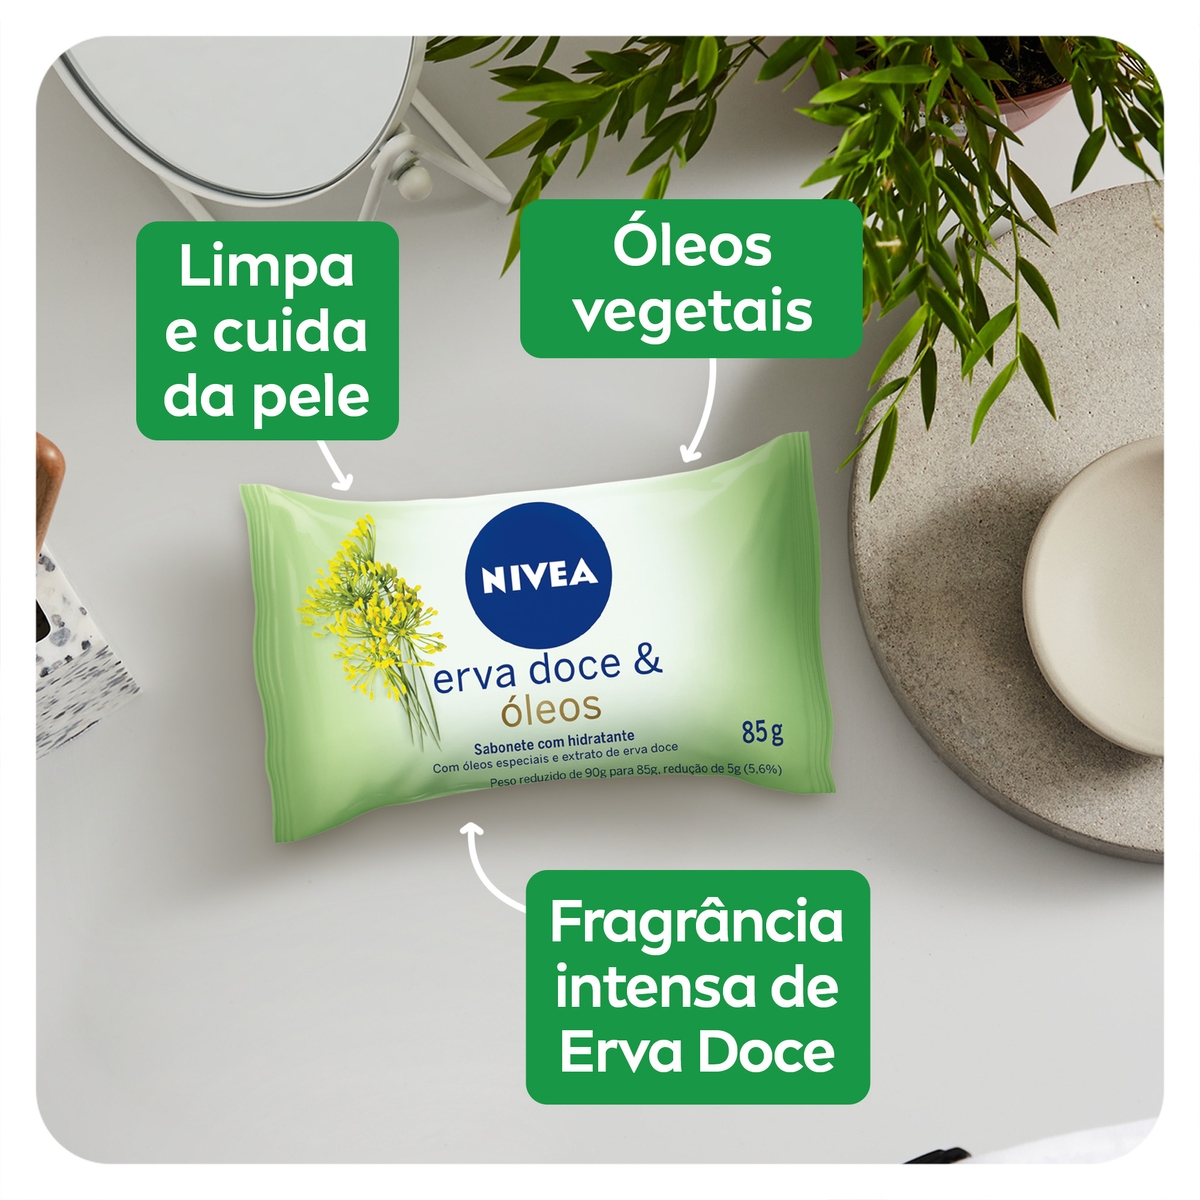 Limpa
e cuida
da pele
Óleos
vegetais
NIVEA
erva doce &
óleos
Sabonete com hidratante
Com óleos especiais e extrato de erva doce
85g
Peso reduzido de 90g para 85g, redução de 5g (5,6%)
Fragrância
intensa de
Erva Doce